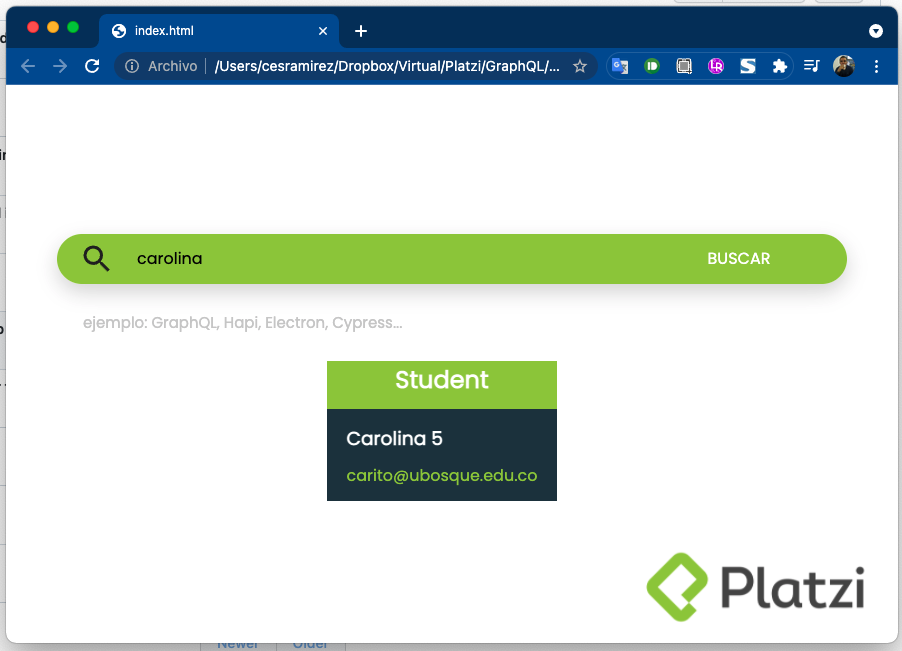 index.html
Archivo | /Users/cesramirez/Dropbox/Virtual/Platzi/GraphQL/...
carolina
BUSCAR
ejemplo: GraphQL, Hapi, Electron, Cypress...
Student
Carolina 5
carito@ubosque.edu.co
Platzi
Newer
Older